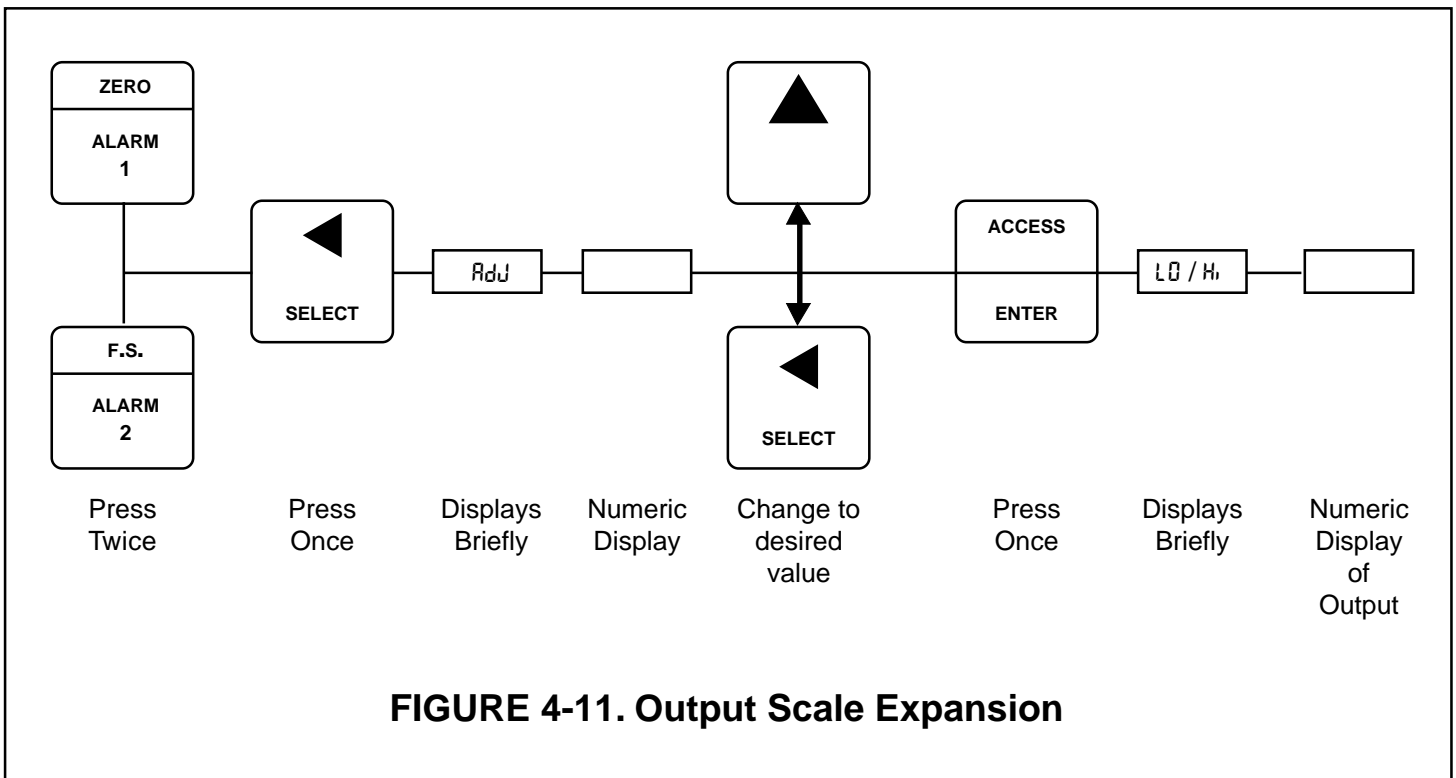 ZERO
ALARM
1
F.S.
ALARM
2
SELECT
AdJ
SELECT
ACCESS
ENTER
LO / Hi
Press
Twice
Press
Once
Displays
Briefly
Numeric
Display
Change to
desired
value
Press
Once
Displays
Briefly
Numeric
Display
of
Output
FIGURE 4-11. Output Scale Expansion